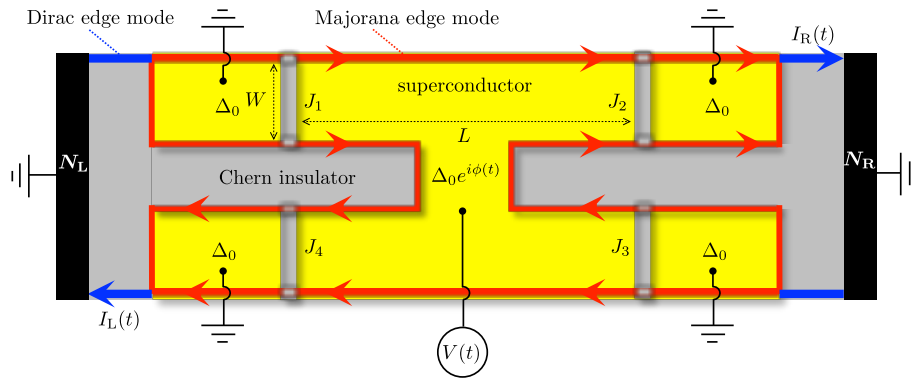 Dirac edge mode
Majorana edge mode
I_R(t)
Δ_0
W
J_1
superconductor
J_2
Δ_0
L
N_L
Chern insulator
Δ_0e^{iϕ(t)}
N_R
Δ_0
J_4
J_3
Δ_0
I_L(t)
V(t)